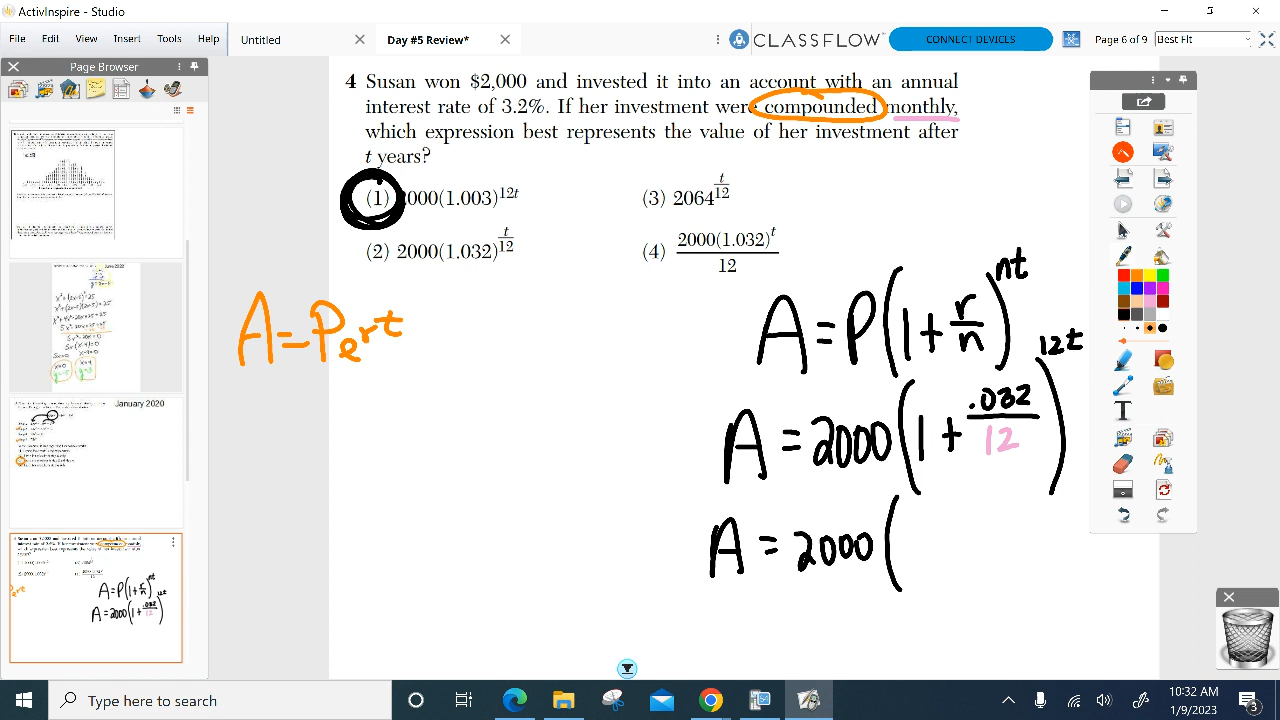 ActivInspire - Studio
File Edit View Insert Tools Help
Untitled
Day #5 Review*
CLASSFLOW
CONNECT DEVICES
Page 6 of 9
Best Fit
Page Browser
January 2020
4 Susan won $2,000 and invested it into an account with an annual
interest rate of 3.2%. If her investment were compounded monthly,
which expression best represents the value of her investment after
t years?
(1) 2000(1.003)^12t
(3) 2064^t/12
(2) 2000(1.032)^t/12
(4) 2000(1.032)^t/12
A=Pe^rt
A = P(1 + r/n)^nt
A = 2000(1 + .032/12)^12t
A = 2000(
Type here to search
10:32 AM
1/9/2023
3